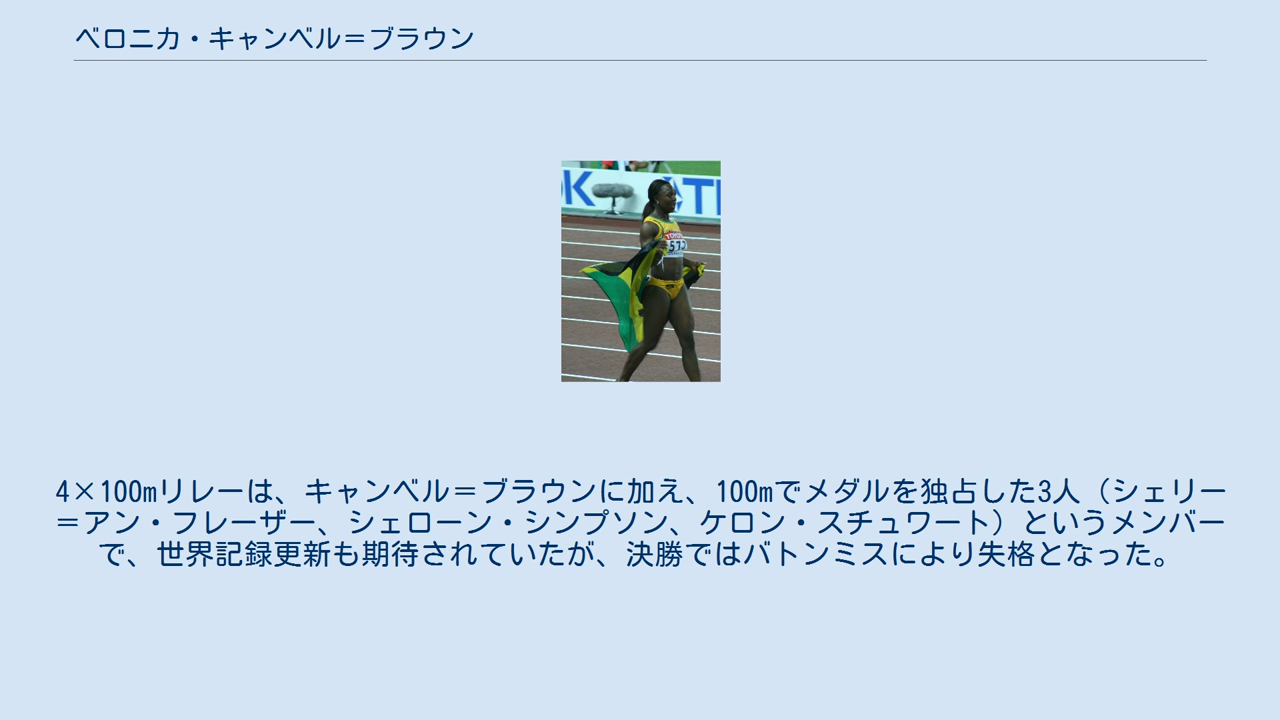 ベロニカ・キャンベル＝ブラウン
4×100mリレーは、キャンベル＝ブラウンに加え、100mでメダルを独占した3人（シェリー
＝アン・フレーザー、シェローン・シンプソン、ケロン・スチュワート）というメンバー
で、世界記録更新も期待されていたが、決勝ではバトンミスにより失格となった。